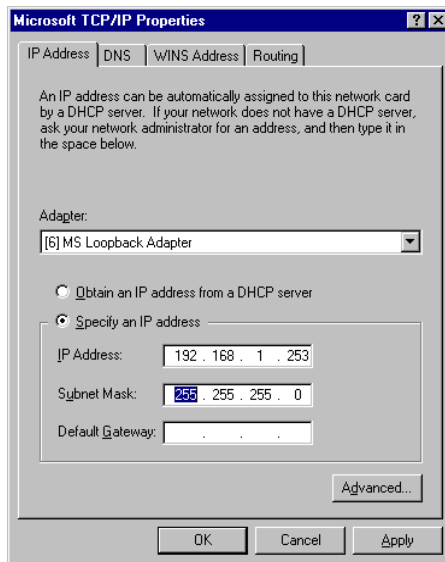 Microsoft TCP/IP Properties
IP Address DNS WINS Address Routing
An IP address can be automatically assigned to this network card
by a DHCP server. If your network does not have a DHCP server,
ask your network administrator for an address, and then type it in
the space below.
Adapter:
[6] MS Loopback Adapter
Obtain an IP address from a DHCP server
Specify an IP address
IP Address: 192 . 168 . 1 . 253
Subnet Mask: 255 . 255 . 255 . 0
Default Gateway: . . .
Advanced...
OK Cancel Apply